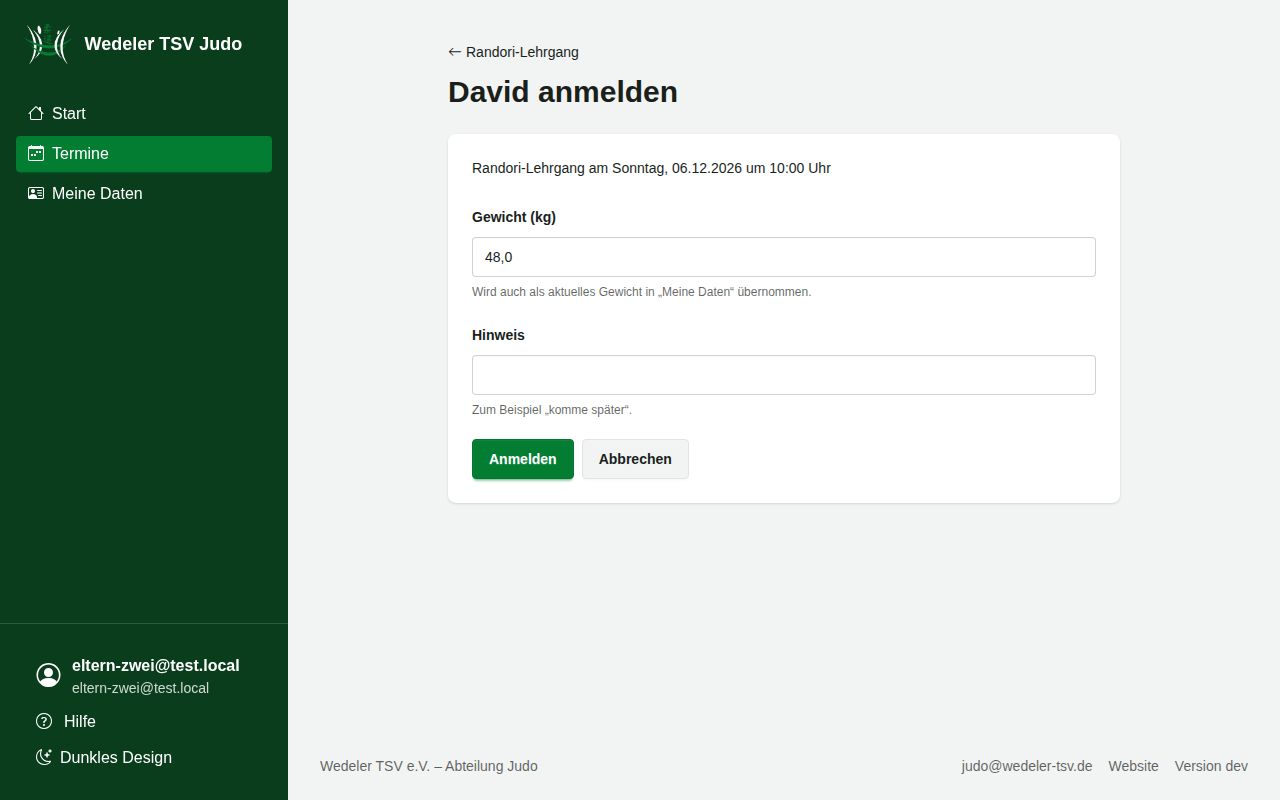 Wedeler TSV Judo
Start
Termine
Meine Daten
eltern-zwei@test.local
eltern-zwei@test.local
Hilfe
Dunkles Design
← Randori-Lehrgang
David anmelden
Randori-Lehrgang am Sonntag, 06.12.2026 um 10:00 Uhr
Gewicht (kg)
48,0
Wird auch als aktuelles Gewicht in „Meine Daten“ übernommen.
Hinweis
Zum Beispiel „komme später“.
Anmelden Abbrechen
Wedeler TSV e.V. – Abteilung Judo judo@wedeler-tsv.de Website Version dev